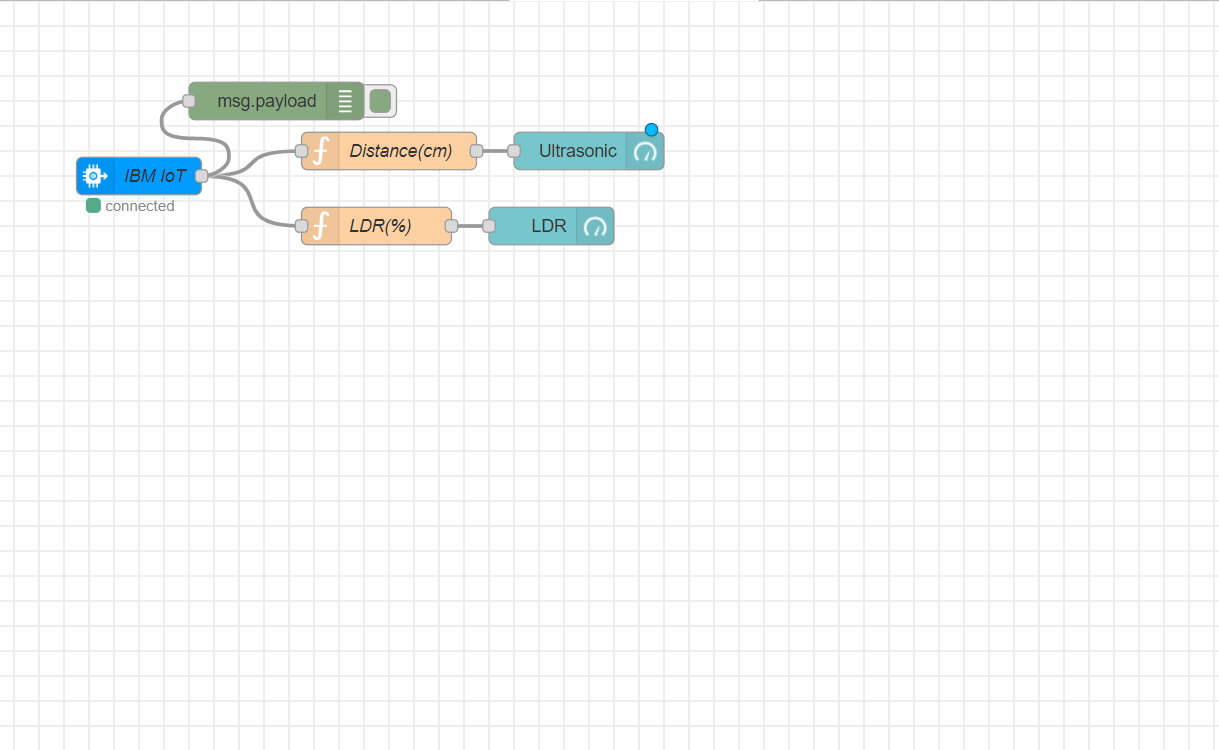 msg.payload
Distance(cm)
Ultrasonic
IBM IoT
connected
LDR(%)
LDR